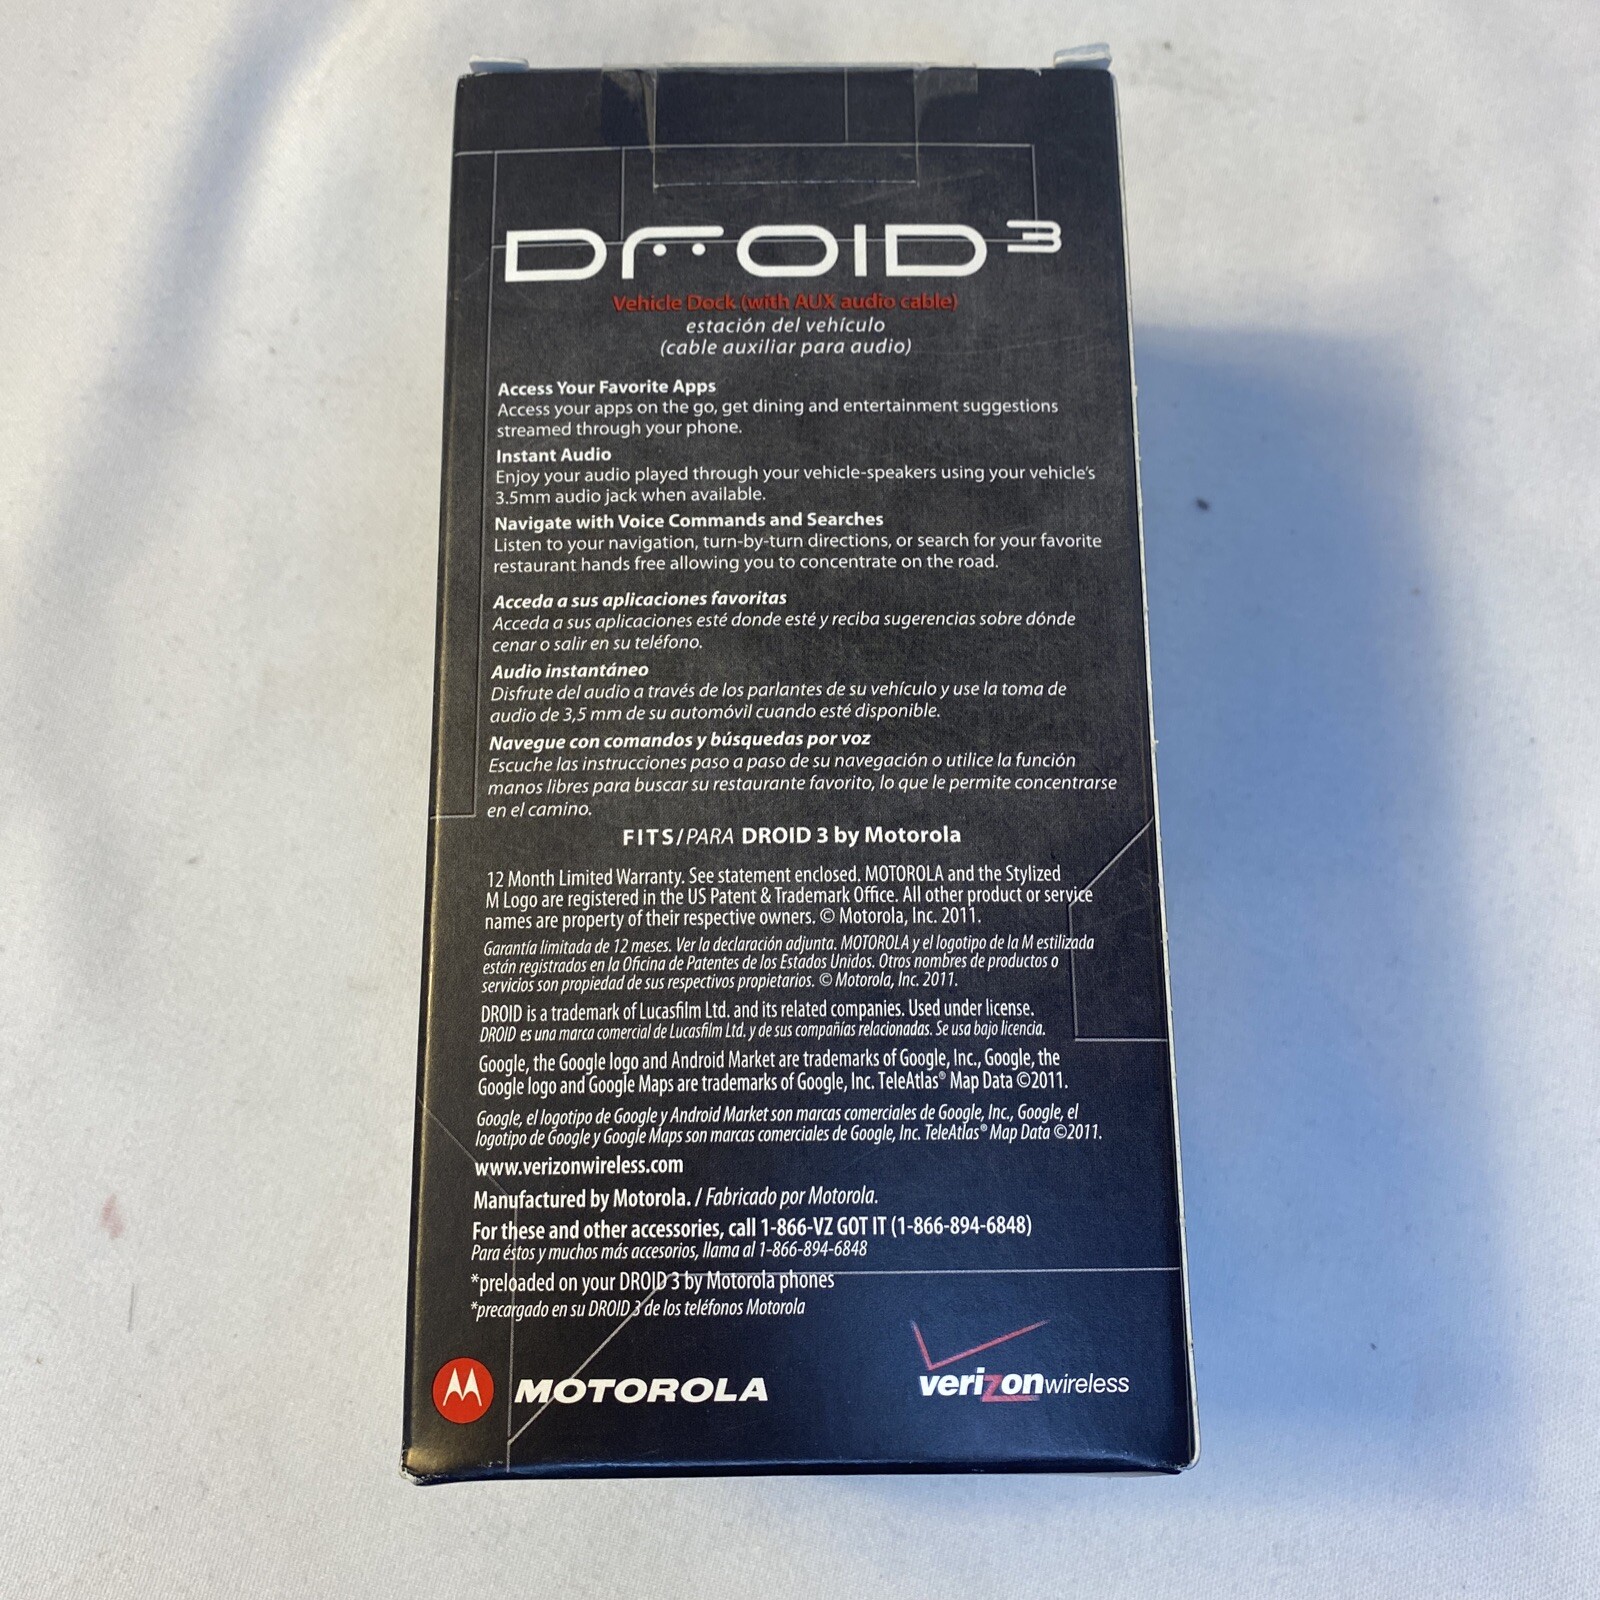 DROID 3
Vehicle Dock (with AUX audio cable)
estación del vehículo
(cable auxiliar para audio)
Access Your Favorite Apps
Access your apps on the go, get dining and entertainment suggestions
streamed through your phone.
Instant Audio
Enjoy your audio played through your vehicle-speakers using your vehicle's
3.5mm audio jack when available.
Navigate with Voice Commands and Searches
Listen to your navigation, turn-by-turn directions, or search for your favorite
restaurant hands free allowing you to concentrate on the road.
Acceda a sus aplicaciones favoritas
Acceda a sus aplicaciones esté donde esté y reciba sugerencias sobre dónde
cenar o salir en su teléfono.
Audio instantáneo
Disfrute del audio a través de los parlantes de su vehículo y use la toma de
audio de 3,5 mm de su automóvil cuando esté disponible.
Navegue con comandos y búsquedas por voz
Escuche las instrucciones paso a paso de su navegación o utilice la función
manos libres para buscar su restaurante favorito, lo que le permite concentrarse
en el camino.
FITS/PARA DROID 3 by Motorola
12 Month Limited Warranty. See statement enclosed. MOTOROLA and the Stylized
M Logo are registered in the US Patent & Trademark Office. All other product or service
names are property of their respective owners. © Motorola, Inc. 2011.
Garantía limitada de 12 meses. Ver la declaración adjunta. MOTOROLA y el logotipo de la M estilizada
están registrados en la Oficina de Patentes de los Estados Unidos. Otros nombres de productos o
servicios son propiedad de sus respectivos propietarios. © Motorola, Inc. 2011.
DROID is a trademark of Lucasfilm Ltd. and its related companies. Used under license.
DROID es una marca comercial de Lucasfilm Ltd. y de sus compañías relacionadas. Se usa bajo licencia.
Google, the Google logo and Android Market are trademarks of Google, Inc., Google, the
Google logo and Google Maps are trademarks of Google, Inc. TeleAtlas® Map Data ©2011.
Google, el logotipo de Google y Android Market son marcas comerciales de Google, Inc., Google, el
logotipo de Google y Google Maps son marcas comerciales de Google, Inc. TeleAtlas® Map Data ©2011.
www.verizonwireless.com
Manufactured by Motorola. / Fabricado por Motorola.
For these and other accessories, call 1-866-VZ GOT IT (1-866-894-6848)
Para éstos y muchos más accesorios, llama al 1-866-894-6848
*preloaded on your DROID 3 by Motorola phones
*precargado en su DROID 3 de los teléfonos Motorola
MOTOROLA
verizon wireless